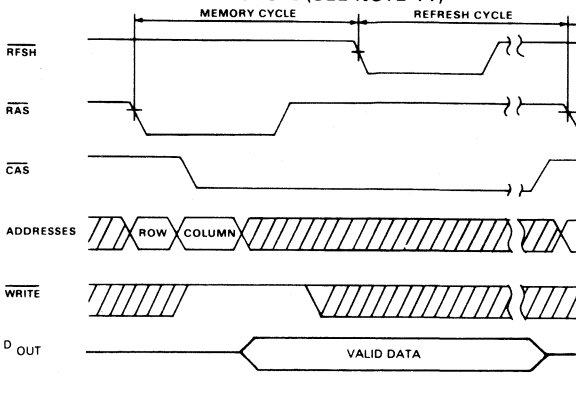 MEMORY CYCLE
REFRESH CYCLE
RFSH
RAS
CAS
ADDRESSES
ROW
COLUMN
WRITE
D OUT
VALID DATA